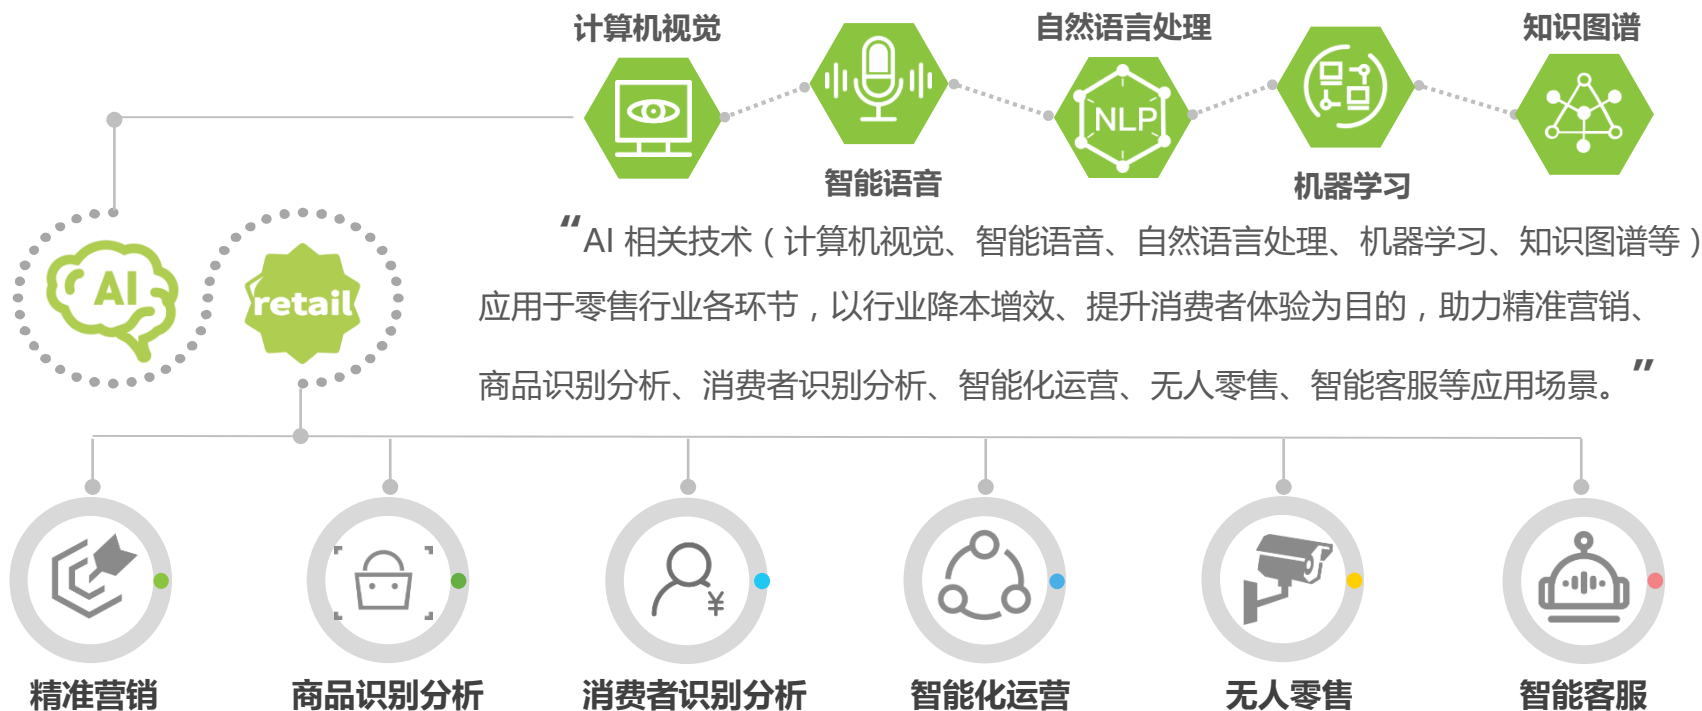 计算机视觉
自然语言处理
知识图谱
NLP
智能语音
机器学习
AI
retail
“AI 相关技术（计算机视觉、智能语音、自然语言处理、机器学习、知识图谱等）
应用于零售行业各环节，以行业降本增效、提升消费者体验为目的，助力精准营销、
商品识别分析、消费者识别分析、智能化运营、无人零售、智能客服等应用场景。”
¥
精准营销
商品识别分析
消费者识别分析
智能化运营
无人零售
智能客服